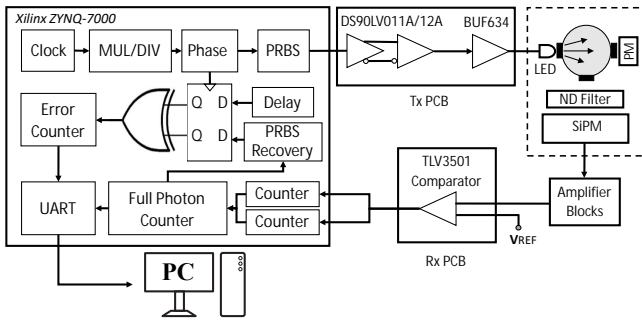 Xilinx ZYNQ-7000
Clock
MUL/DIV
Phase
PRBS
DS90LV011A/12A
BUF634
Tx PCB
LED
PM
ND Filter
SiPM
Error
Counter
Q D
Q D
Delay
PRBS
Recovery
UART
Full Photon
Counter
Counter
Counter
TLV3501
Comparator
Amplifier
Blocks
VREF
Rx PCB
PC